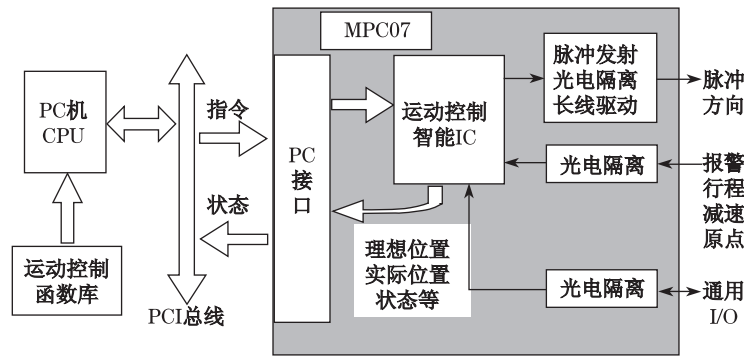 MPC07
PC机
CPU
指令
状态
运动控制
函数库
PCI总线
PC
接
口
运动控制
智能IC
脉冲发射
光电隔离
长线驱动
脉冲
方向
光电隔离
报警
行程
减速
原点
理想位置
实际位置
状态等
光电隔离
通用
I/O